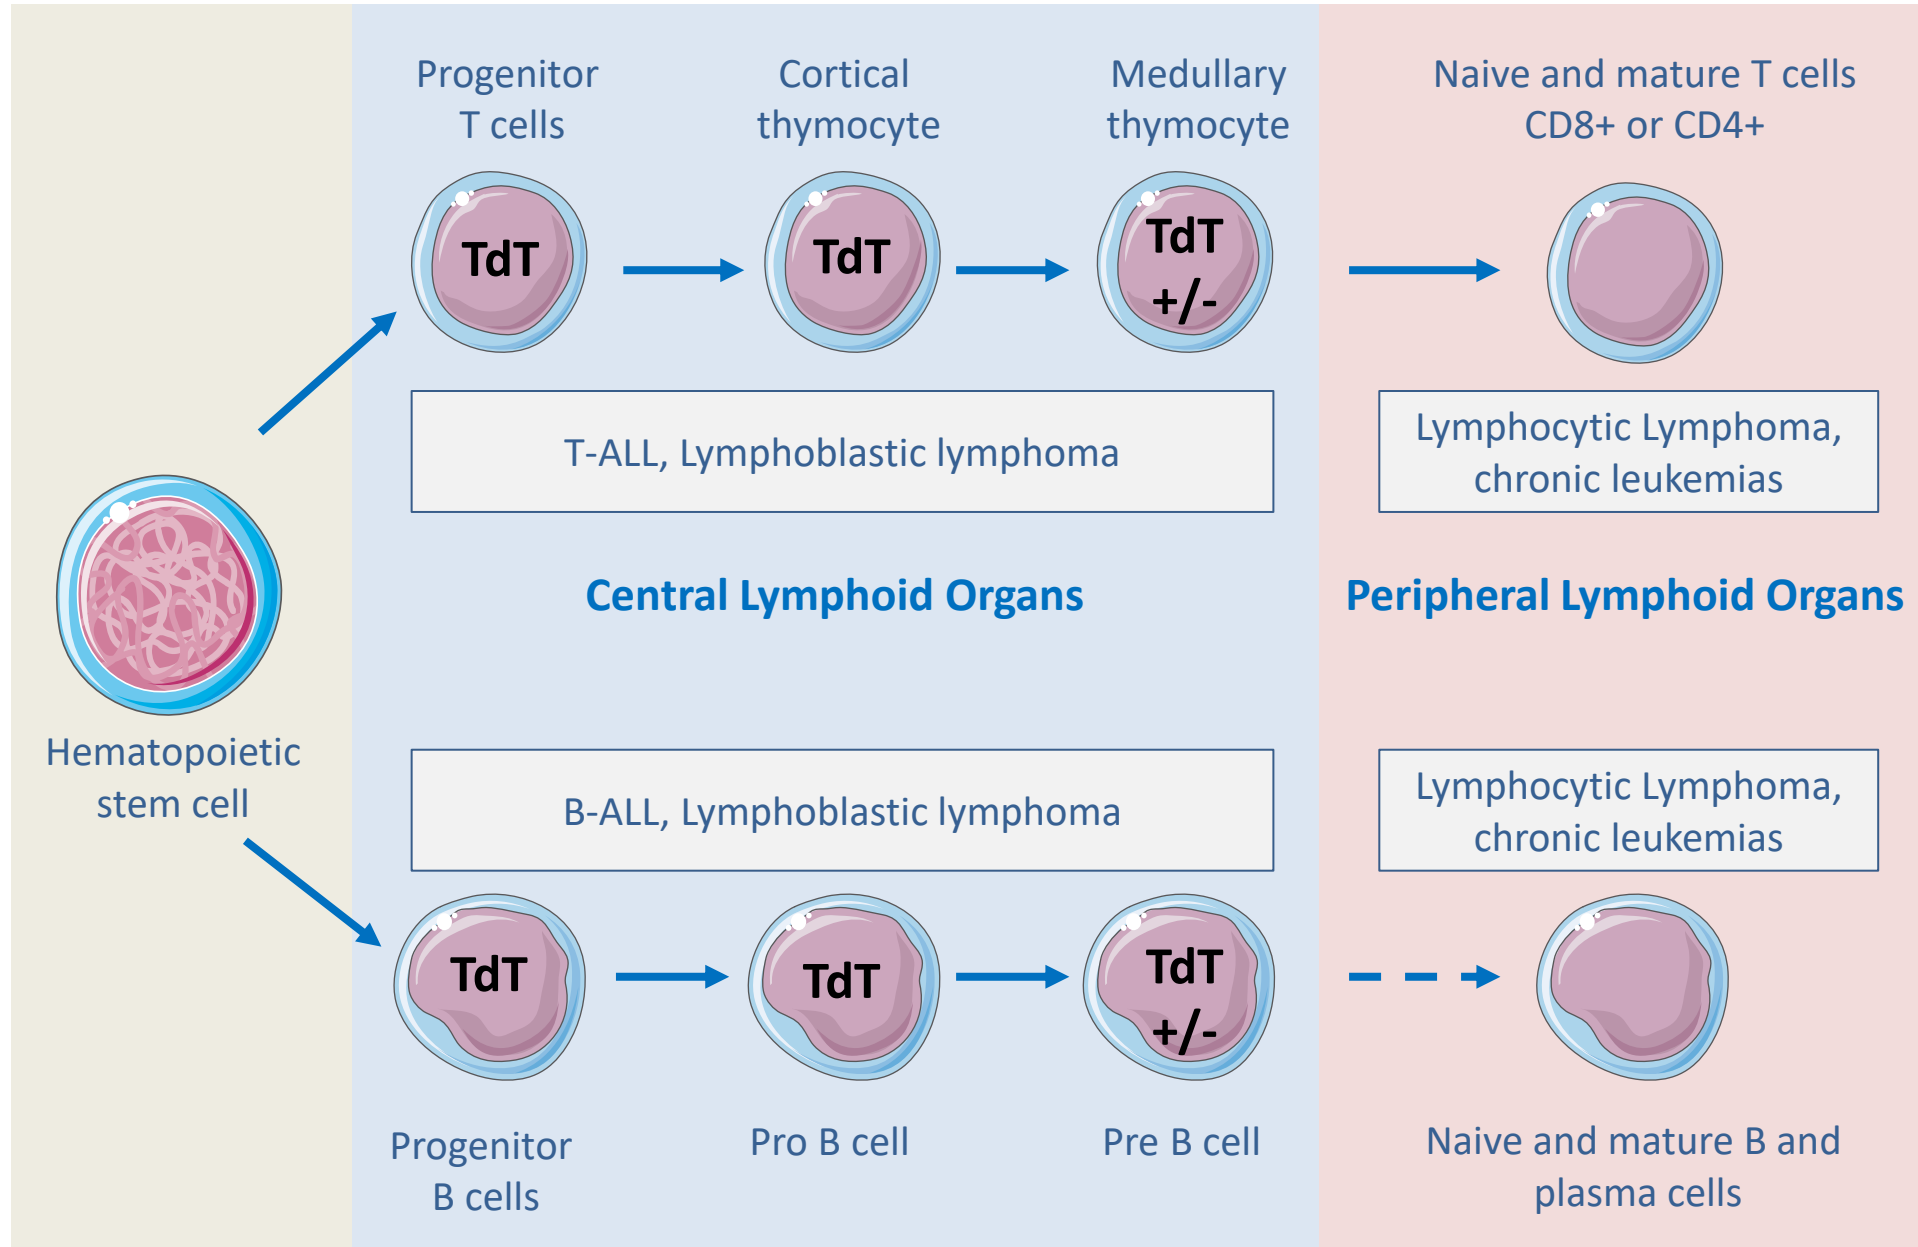 Progenitor
T cells
Cortical
thymocyte
Medullary
thymocyte
Naive and mature T cells
CD8+ or CD4+
TdT
TdT
TdT
+/-
T-ALL, Lymphoblastic lymphoma
Lymphocytic Lymphoma,
chronic leukemias
Central Lymphoid Organs
Peripheral Lymphoid Organs
Hematopoietic
stem cell
B-ALL, Lymphoblastic lymphoma
Lymphocytic Lymphoma,
chronic leukemias
TdT
TdT
TdT
+/-
Progenitor
B cells
Pro B cell
Pre B cell
Naive and mature B and
plasma cells